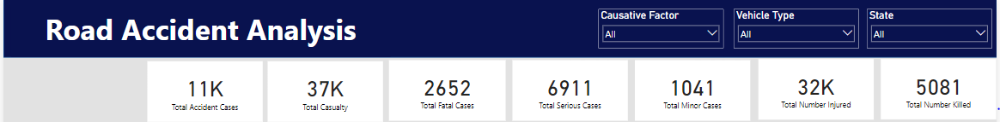 Road Accident Analysis
Causative Factor
All
Vehicle Type
All
State
All
11K
Total Accident Cases
37K
Total Casualty
2652
Total Fatal Cases
6911
Total Serious Cases
1041
Total Minor Cases
32K
Total Number Injured
5081
Total Number Killed